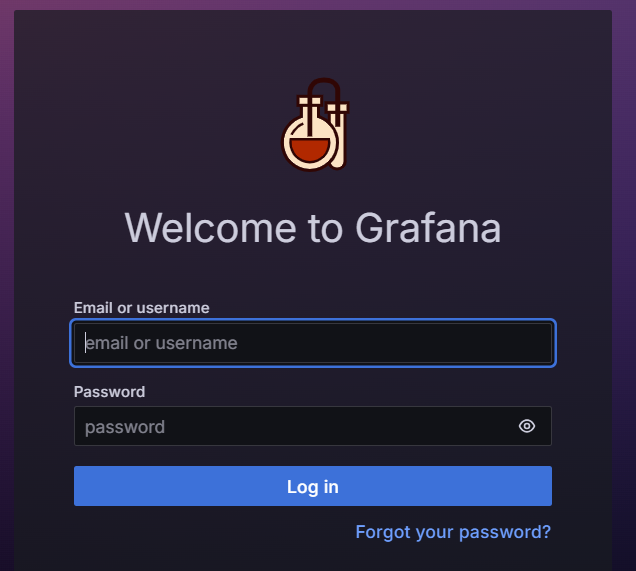 Welcome to Grafana
Email or username
email or username
Password
password
Log in
Forgot your password?